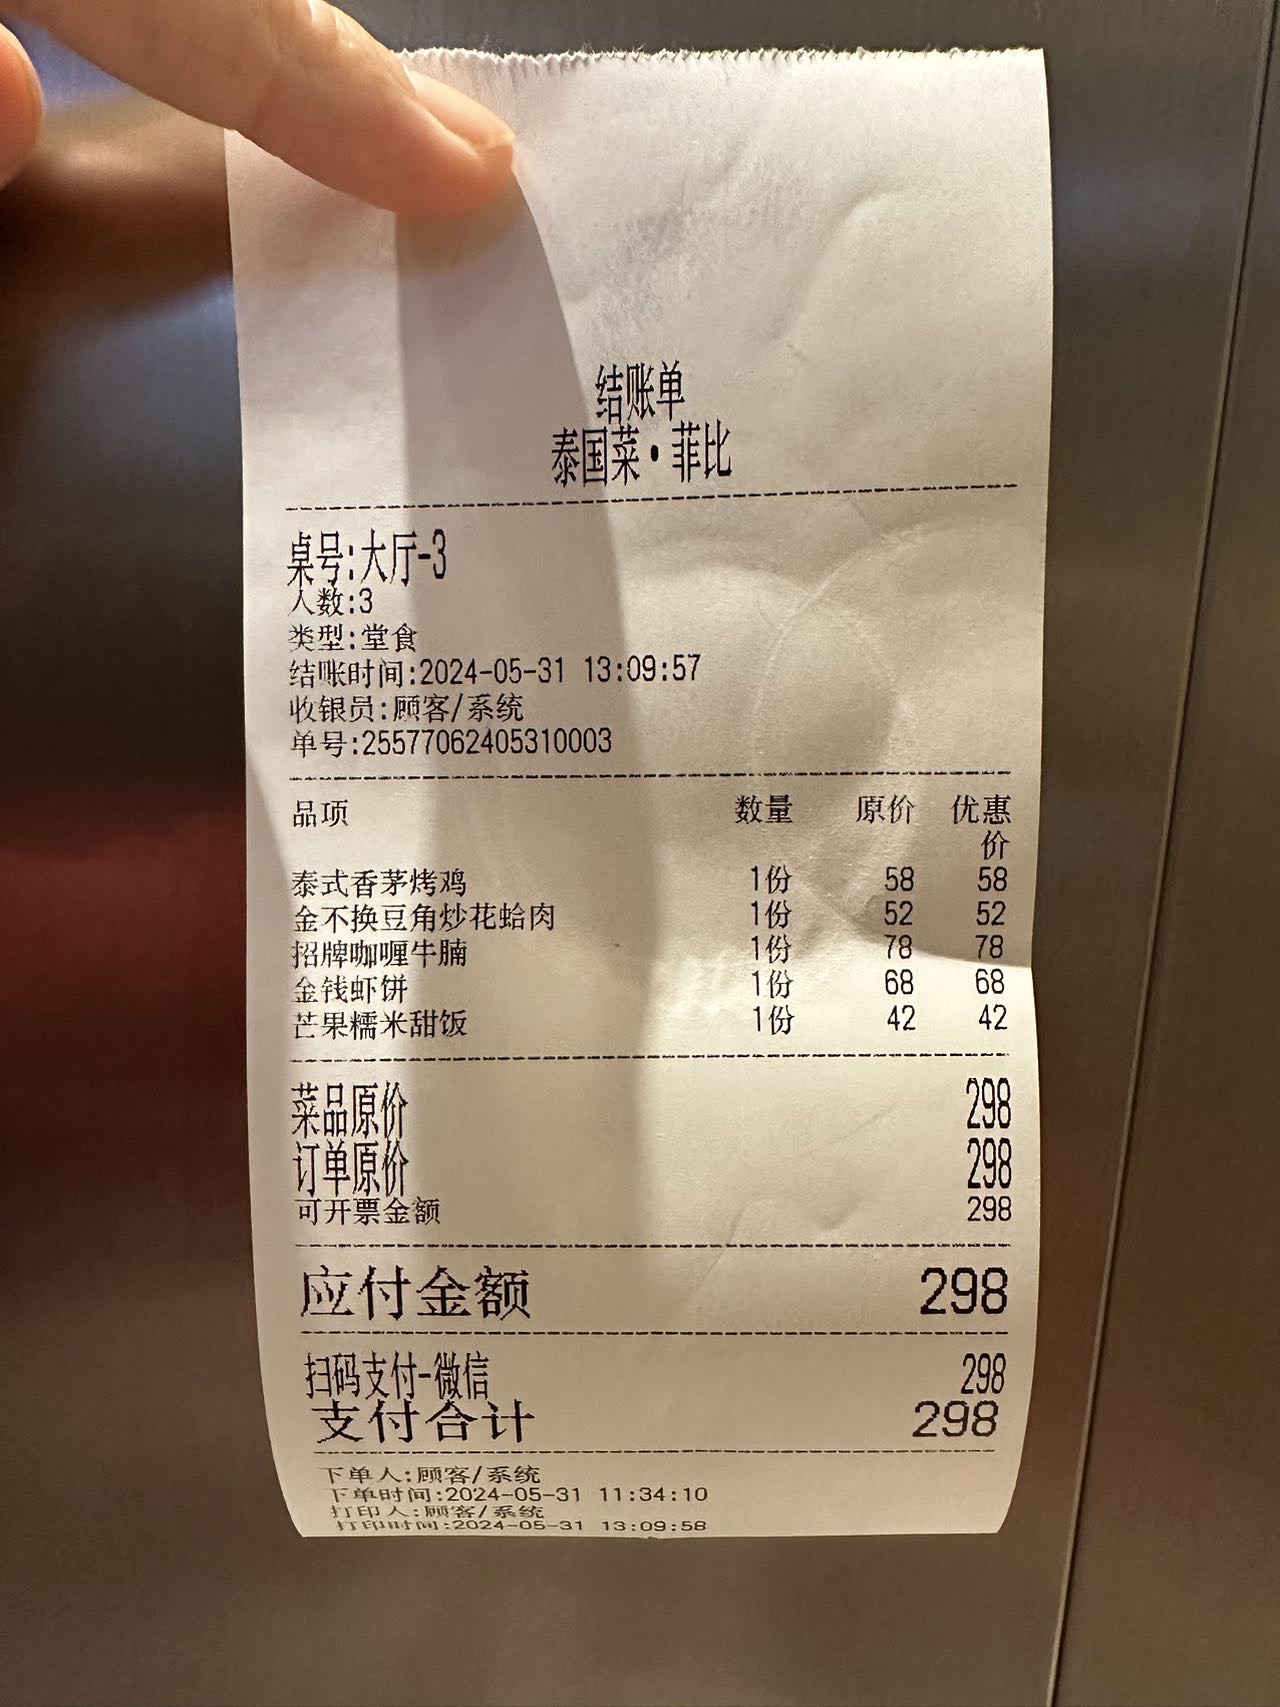 结账单
泰国菜·菲比
桌号:大厅-3
人数:3
类型:堂食
结账时间:2024-05-31 13:09:57
收银员:顾客/系统
单号:25577062405310003
品项 数量 原价 优惠价
泰式香茅烤鸡 1份 58 58
金不换豆角炒花蛤肉 1份 52 52
招牌咖喱牛腩 1份 78 78
金钱虾饼 1份 68 68
芒果糯米甜饭 1份 42 42
菜品原价 298
订单原价 298
可开票金额 298
应付金额 298
扫码支付-微信 298
支付合计 298
下单人:顾客/系统
下单时间:2024-05-31 11:34:10
打印人:顾客/系统
打印时间:2024-05-31 13:09:58